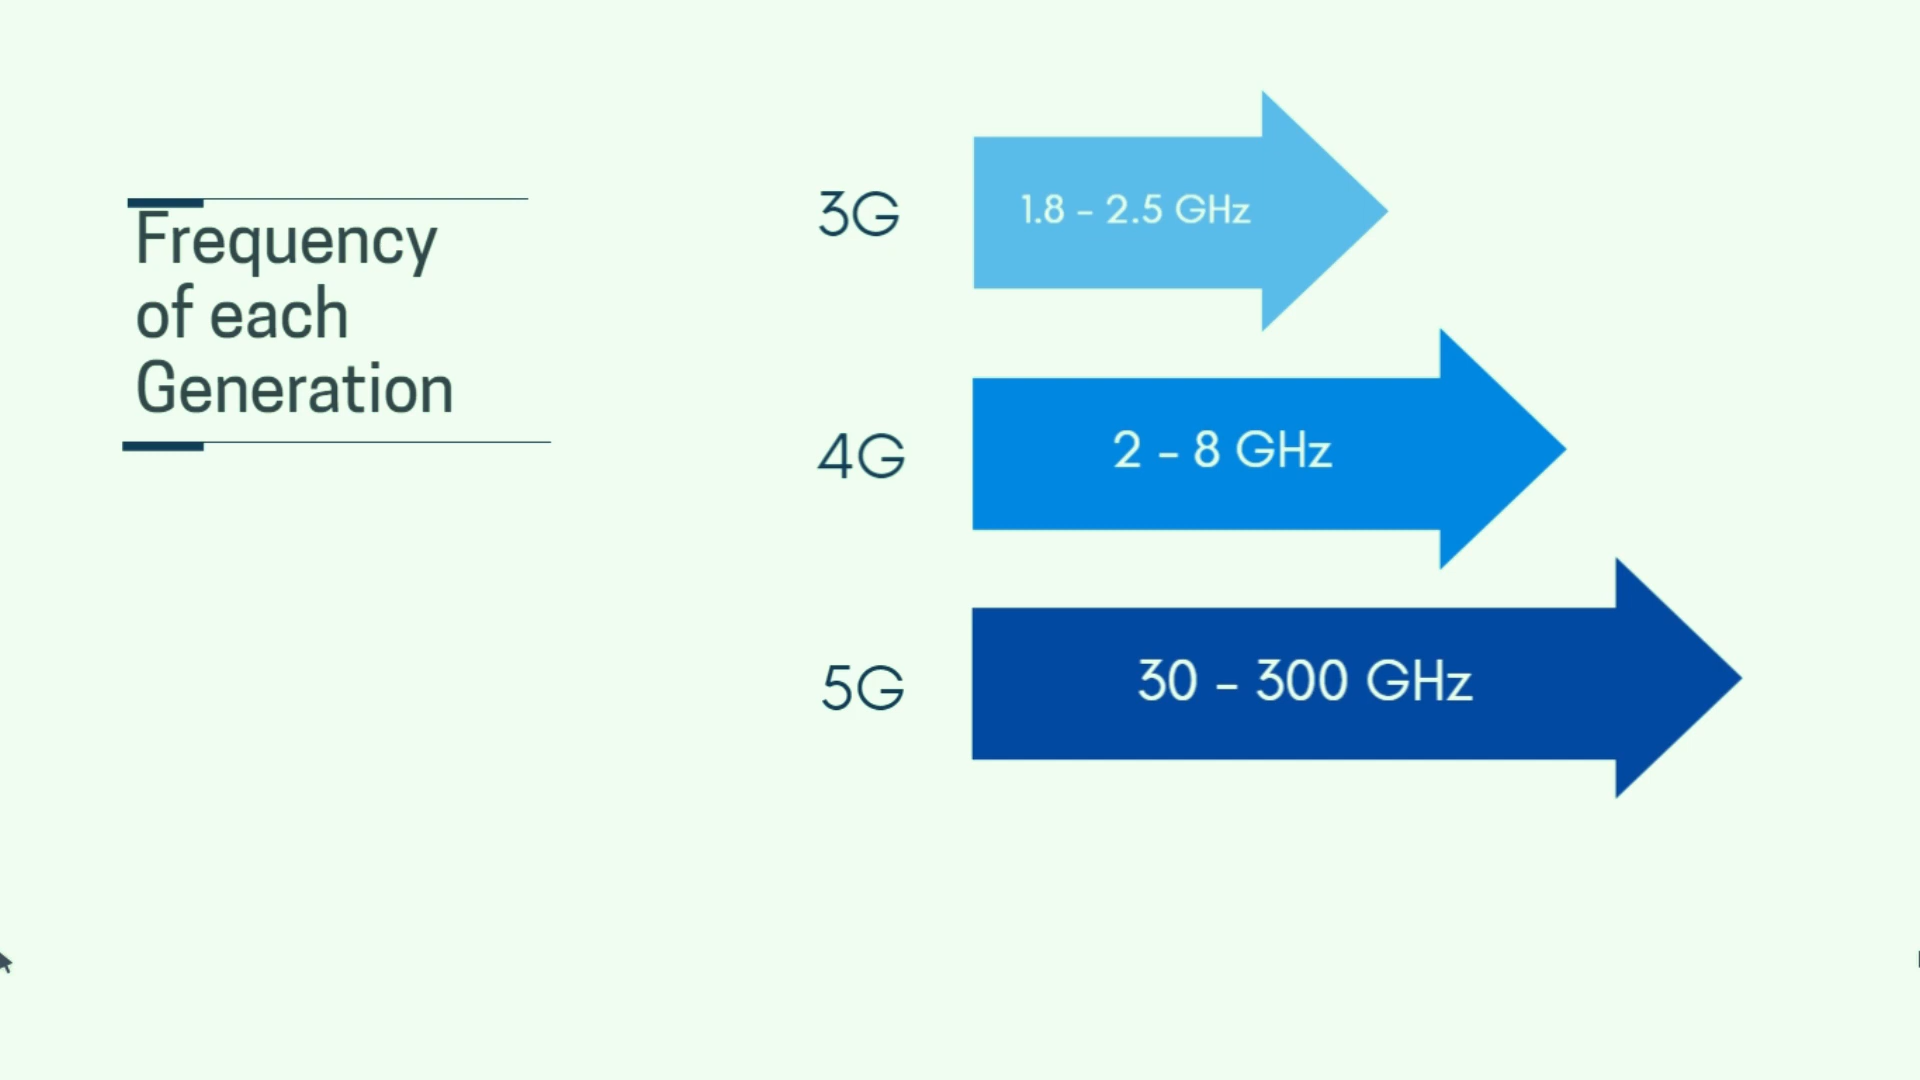 Frequency
of each
Generation
3G
1.8 - 2.5 GHz
4G
2 - 8 GHz
5G
30 - 300 GHz